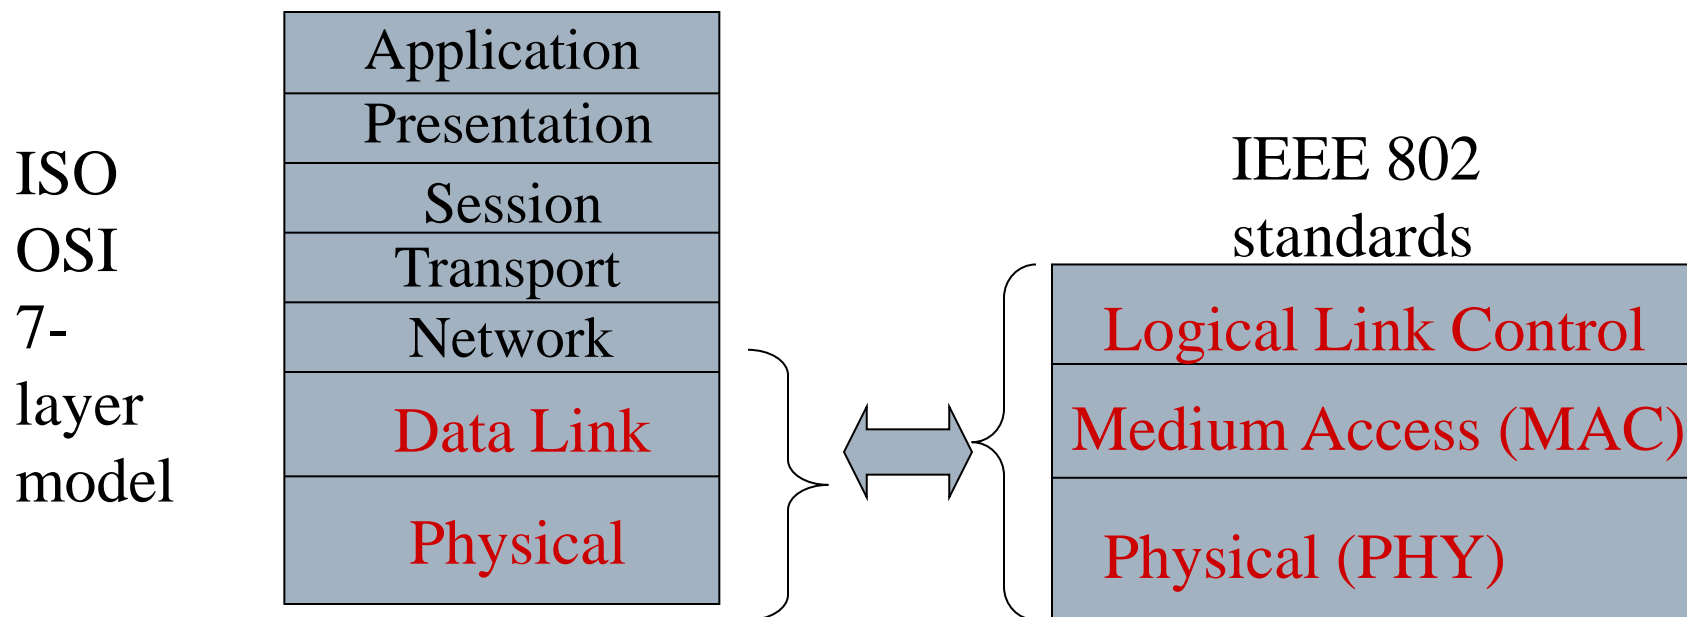 ISO
OSI
7-
layer
model
Application
Presentation
Session
Transport
Network
Data Link
Physical
IEEE 802
standards
Logical Link Control
Medium Access (MAC)
Physical (PHY)